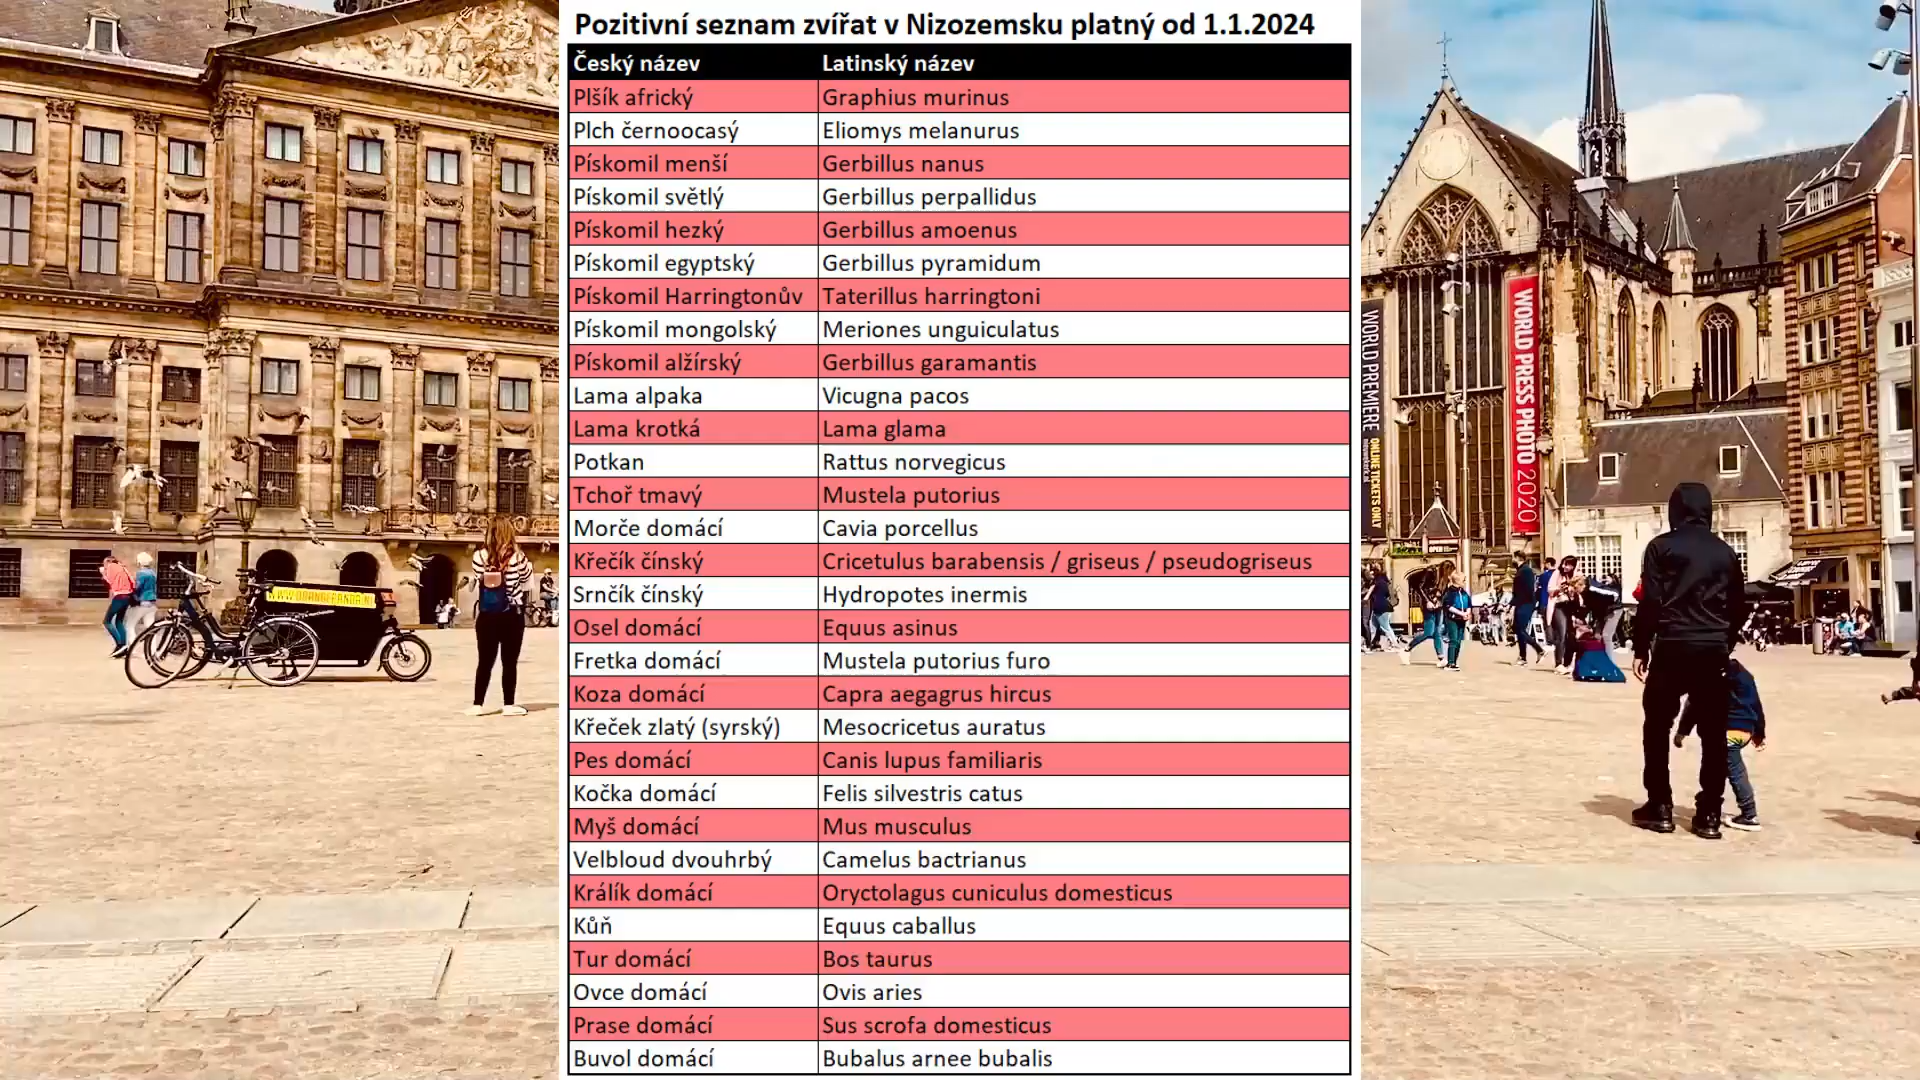 Pozitivní seznam zvířat v Nizozemsku platný od 1.1.2024
Český název Latinský název
Plšík africký Graphius murinus
Plch černoocasý Eliomys melanurus
Pískomil menší Gerbillus nanus
Pískomil světlý Gerbillus perpallidus
Pískomil hezký Gerbillus amoenus
Pískomil egyptský Gerbillus pyramidum
Pískomil Harringtonův Taterillus harringtoni
Pískomil mongolský Meriones unguiculatus
Pískomil alžírský Gerbillus garamantis
Lama alpaka Vicugna pacos
Lama krotká Lama glama
Potkan Rattus norvegicus
Tchoř tmavý Mustela putorius
Morče domácí Cavia porcellus
Křečík čínský Cricetulus barabensis / griseus / pseudogriseus
Srnčík čínský Hydropotes inermis
Osel domácí Equus asinus
Fretka domácí Mustela putorius furo
Koza domácí Capra aegagrus hircus
Křeček zlatý (syrský) Mesocricetus auratus
Pes domácí Canis lupus familiaris
Kočka domácí Felis silvestris catus
Myš domácí Mus musculus
Velbloud dvouhrbý Camelus bactrianus
Králík domácí Oryctolagus cuniculus domesticus
Kůň Equus caballus
Tur domácí Bos taurus
Ovce domácí Ovis aries
Prase domácí Sus scrofa domesticus
Buvol domácí Bubalus arnee bubalis
WORLD PREMIERE
ONLINE TICKETS ONLY
WORLD PRESS PHOTO 2020
OPEN